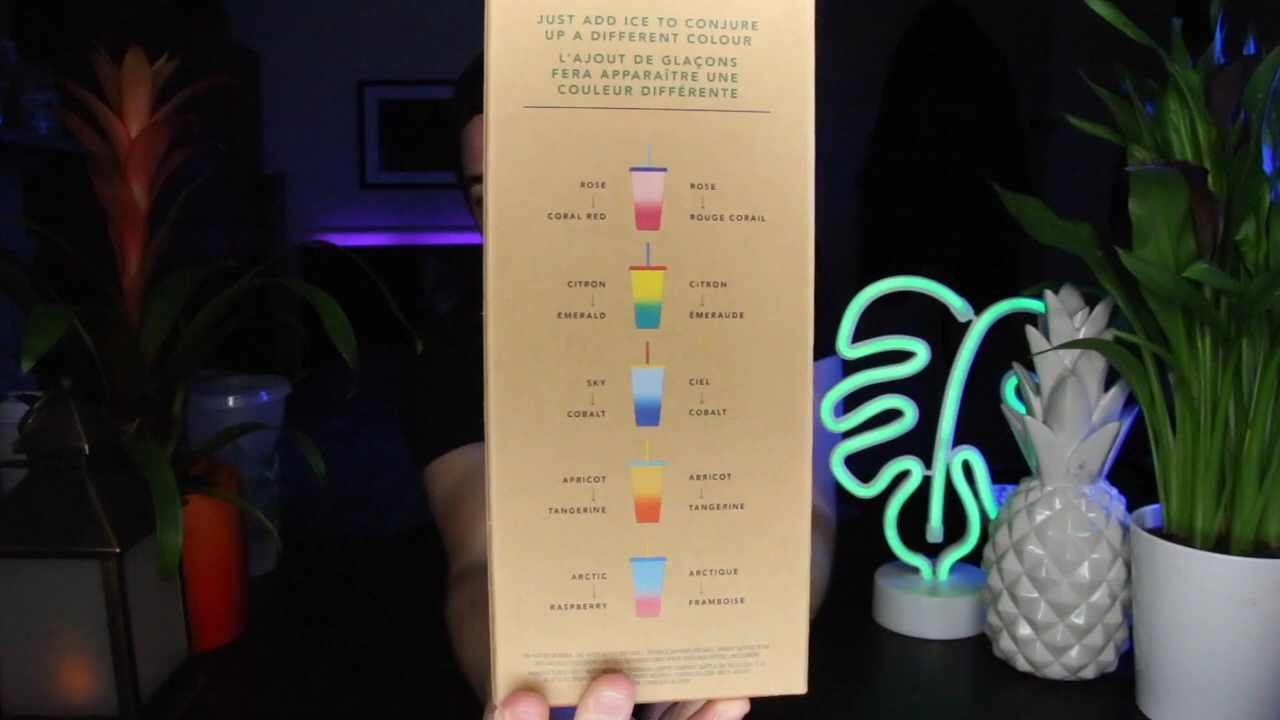 JUST ADD ICE TO CONJURE
UP A DIFFERENT COLOUR
L'AJOUT DE GLAÇONS
FERA APPARAÎTRE UNE
COULEUR DIFFÉRENTE
ROSE
↓
CORAL RED
ROSE
↓
ROUGE CORAIL
CITRON
↓
EMERALD
CITRON
↓
ÉMERAUDE
SKY
↓
COBALT
CIEL
↓
COBALT
APRICOT
↓
TANGERINE
ABRICOT
↓
TANGERINE
ARCTIC
↓
RASPBERRY
ARCTIQUE
↓
FRAMBOISE